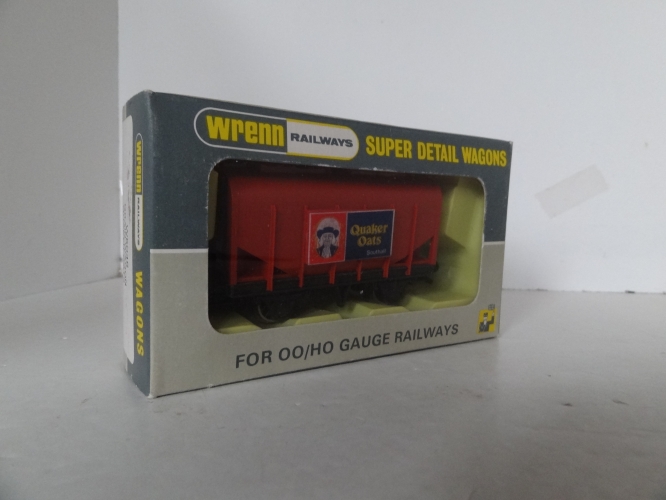 wrenn RAILWAYS SUPER DETAIL WAGONS
Quaker
Oats
FOR OO/HO GAUGE RAILWAYS
wrenn RAILWAYS WAGONS